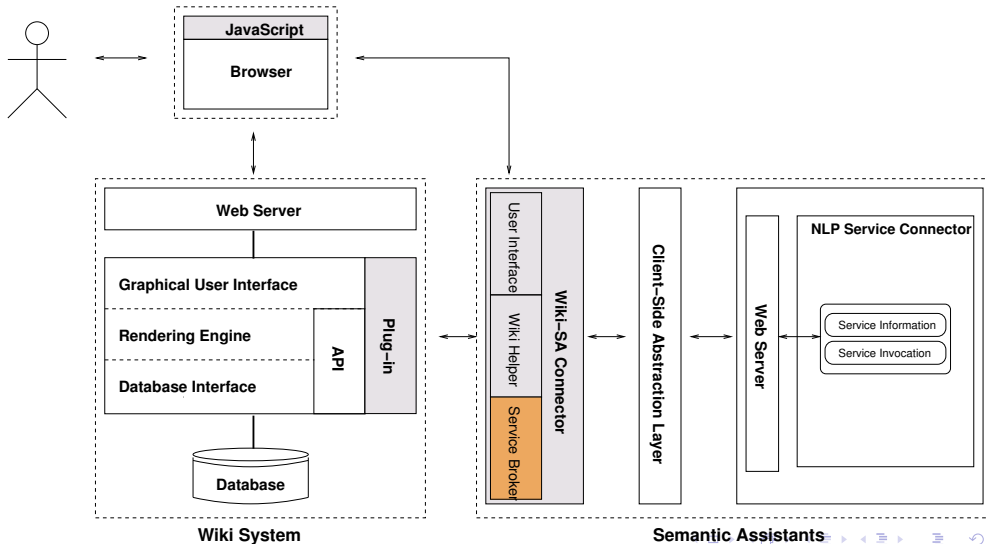 JavaScript
Browser
Web Server
Graphical User Interface
Rendering Engine
Database Interface
API
Plug–in
Database
Wiki System
User Interface
Wiki Helper
Service Broker
Wiki–SA Connector
Client–Side Abstraction Layer
Web Server
NLP Service Connector
Service Information
Service Invocation
Semantic Assistants